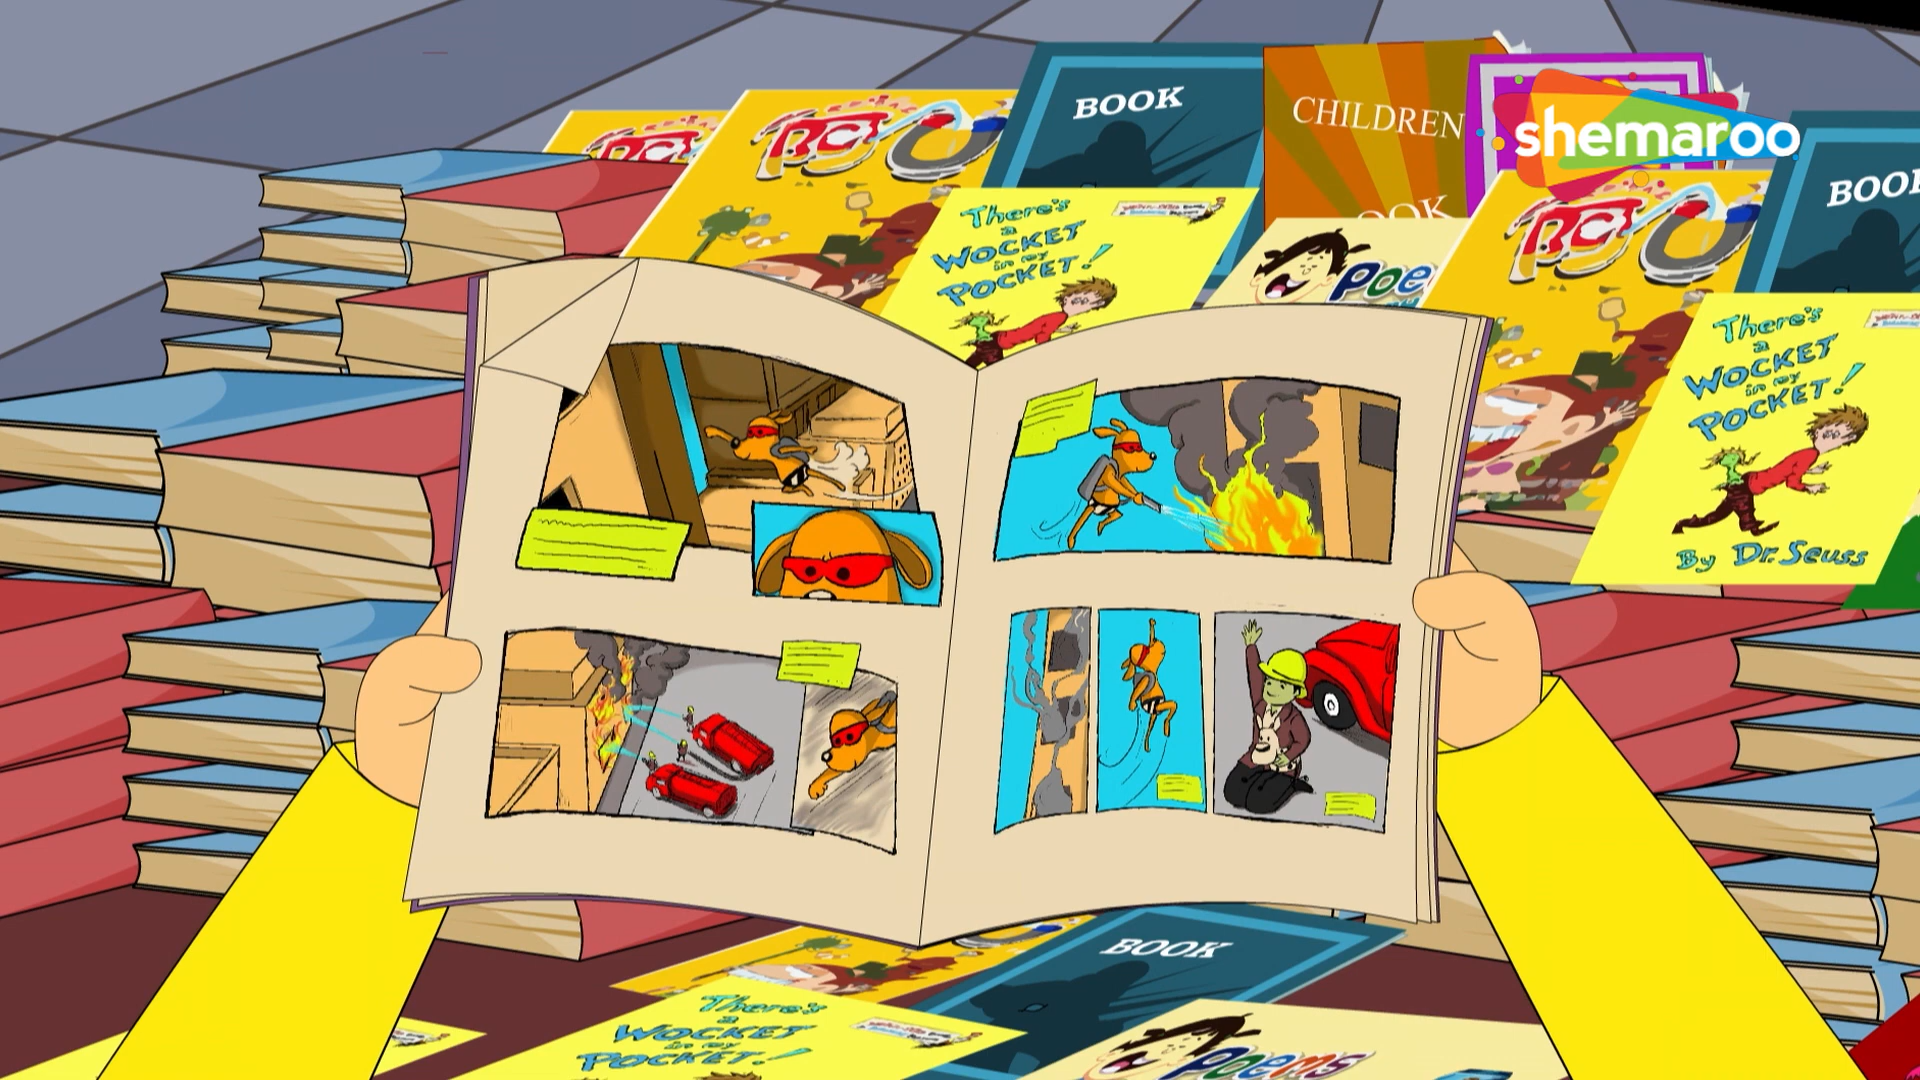 BOOK
CHILDREN
OOK
shemaroo
BOOK
There's
a
WOCKET
in my
POCKET!
Poe
There's
a
WOCKET
in my
POCKET!
By Dr. Seuss
BOOK
There's
a
WOCKET
in my
POCKET!
Poems